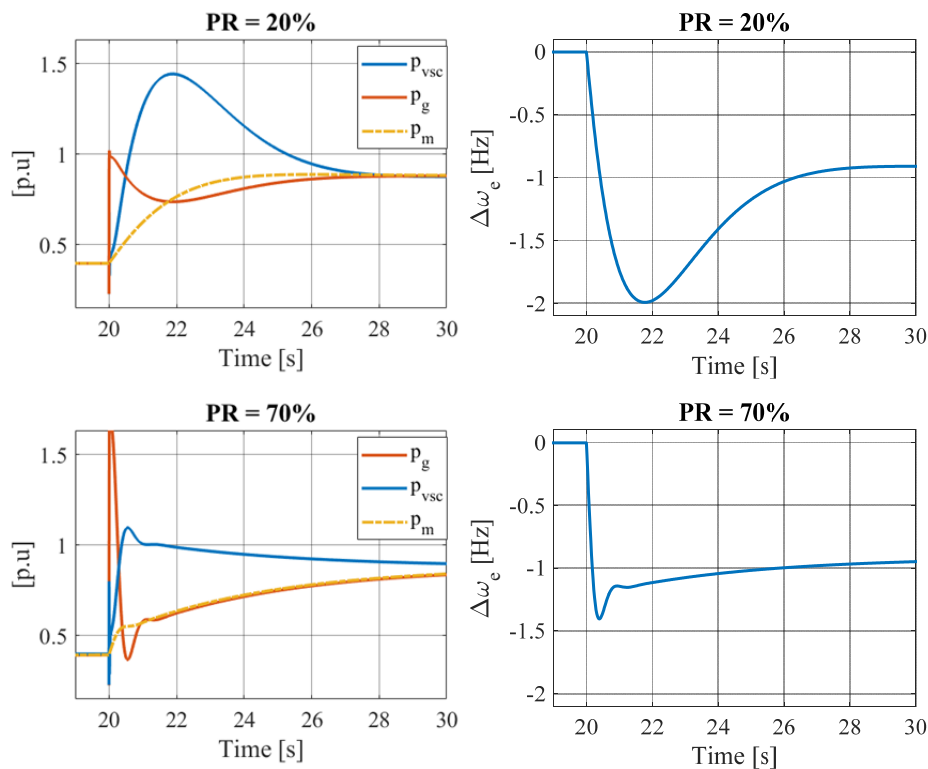 PR = 20%
1.5
1
0.5
[p.u]
p_vsc
p_g
p_m
20 22 24 26 28 30
Time [s]
PR = 20%
0
-0.5
-1
-1.5
-2
Δω_e [Hz]
20 22 24 26 28 30
Time [s]
PR = 70%
1.5
1
0.5
[p.u]
p_g
p_vsc
p_m
20 22 24 26 28 30
Time [s]
PR = 70%
0
-0.5
-1
-1.5
-2
Δω_e [Hz]
20 22 24 26 28 30
Time [s]